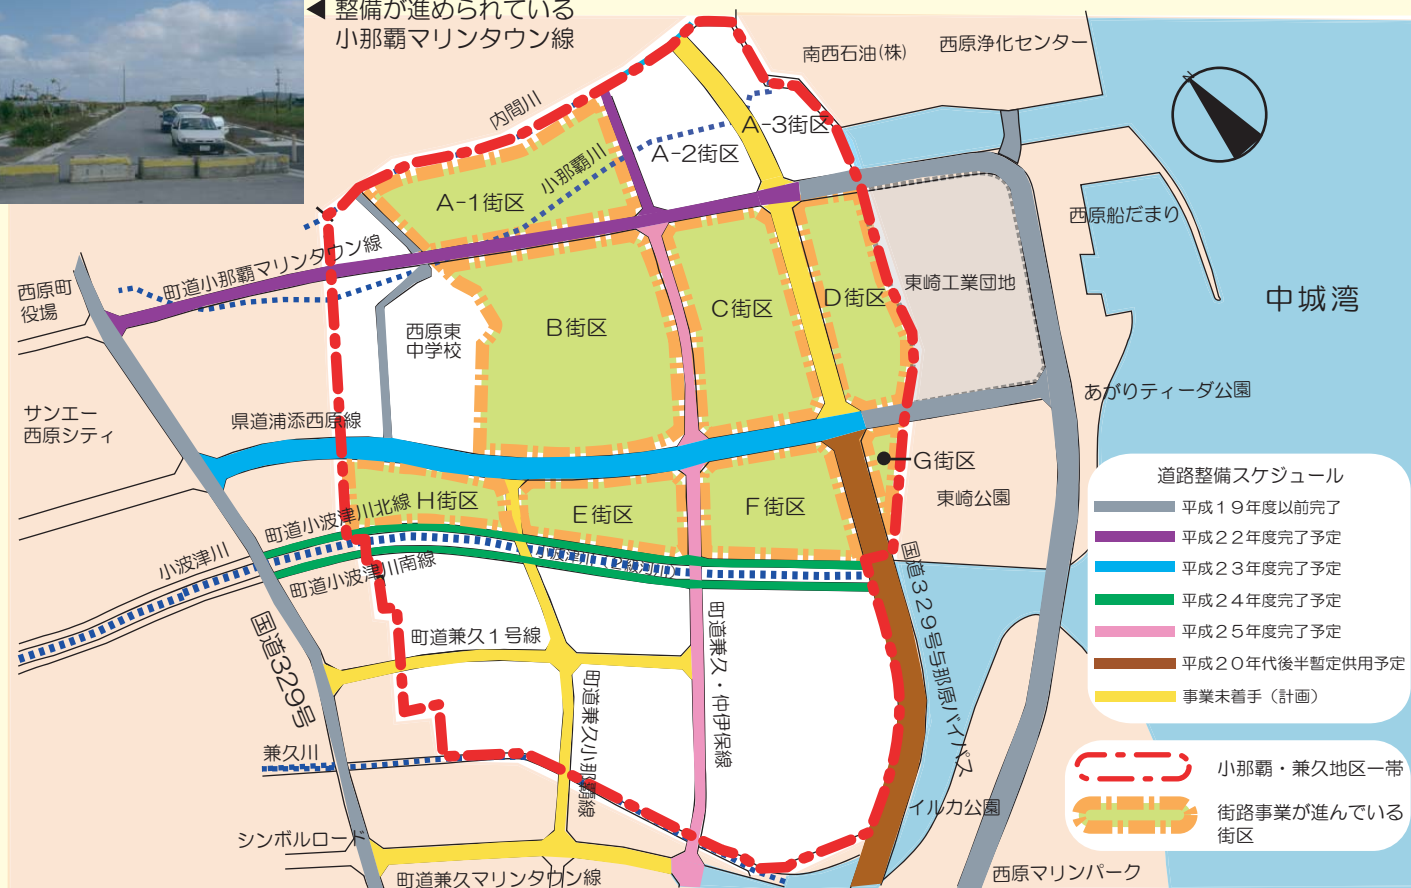 ◀ 整備が進められている
小那覇マリンタウン線
南西石油(株)
西原浄化センター
内間川
N
A-3街区
A-2街区
小那覇川
A-1街区
西原船だまり
町道小那覇マリンタウン線
西原町
役場
東崎工業団地
中城湾
D街区
C街区
B街区
西原東
中学校
あがりティーダ公園
サンエー
西原シティ
県道浦添西原線
G街区
東崎公園
H街区
E街区
F街区
町道小波津川北線
小波津川
小波津川(2級河川)
町道小波津川南線
国道329号
国道329号与那原バイパス
町道兼久1号線
町道兼久・仲伊保線
町道兼久小那覇線
兼久川
シンボルロード
町道兼久マリンタウン線
イルカ公園
西原マリンパーク
道路整備スケジュール
平成19年度以前完了
平成22年度完了予定
平成23年度完了予定
平成24年度完了予定
平成25年度完了予定
平成20年代後半暫定供用予定
事業未着手(計画)
小那覇・兼久地区一帯
街路事業が進んでいる
街区